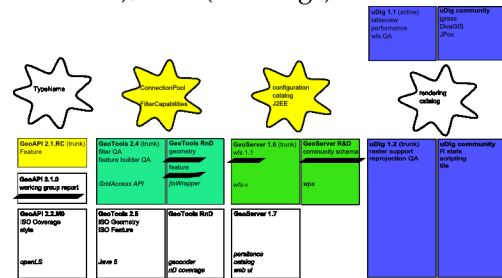 uDig 1.1 (active)
tableview
performance
wfs QA
uDig community
jgrass
DivaGIS
JPox
TypeName
ConnectionPool
FilterCapabilities
configuration
catalog
J2EE
rendering
catalog
GeoAPI 2.1.RC (trunk)
Feature
GeoTools 2.4 (trunk)
filter QA
feature builder QA
GridAccess API
GeoTools RnD
geometry
feature
jtsWrapper
GeoServer 1.6 (trunk)
wfs 1.1
wfs-v
GeoServer R&D
community schema
wps
uDig 1.2 (trunk)
raster support
reprojection QA
uDig community
R stats
scripting
tile
GeoAPI 2.1.0
working group report
GeoAPI 2.2.M0
ISO Coverage
style
openLS
GeoTools 2.5
ISO Geometry
ISO Feature
Java 5
GeoTools RnD
geocoder
nD coverage
GeoServer 1.7
persitance
catalog
web ui